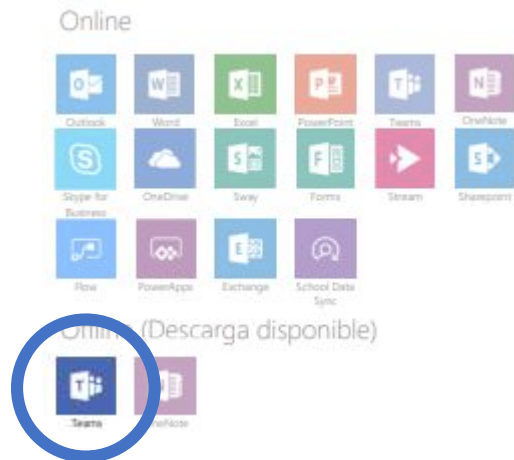 Online
Outlook Word Excel PowerPoint Teams OneNote
Skype for Business OneDrive Sway Forms Stream Sharepoint
Flow PowerApps Exchange School Data Sync
(Descarga disponible)
Teams